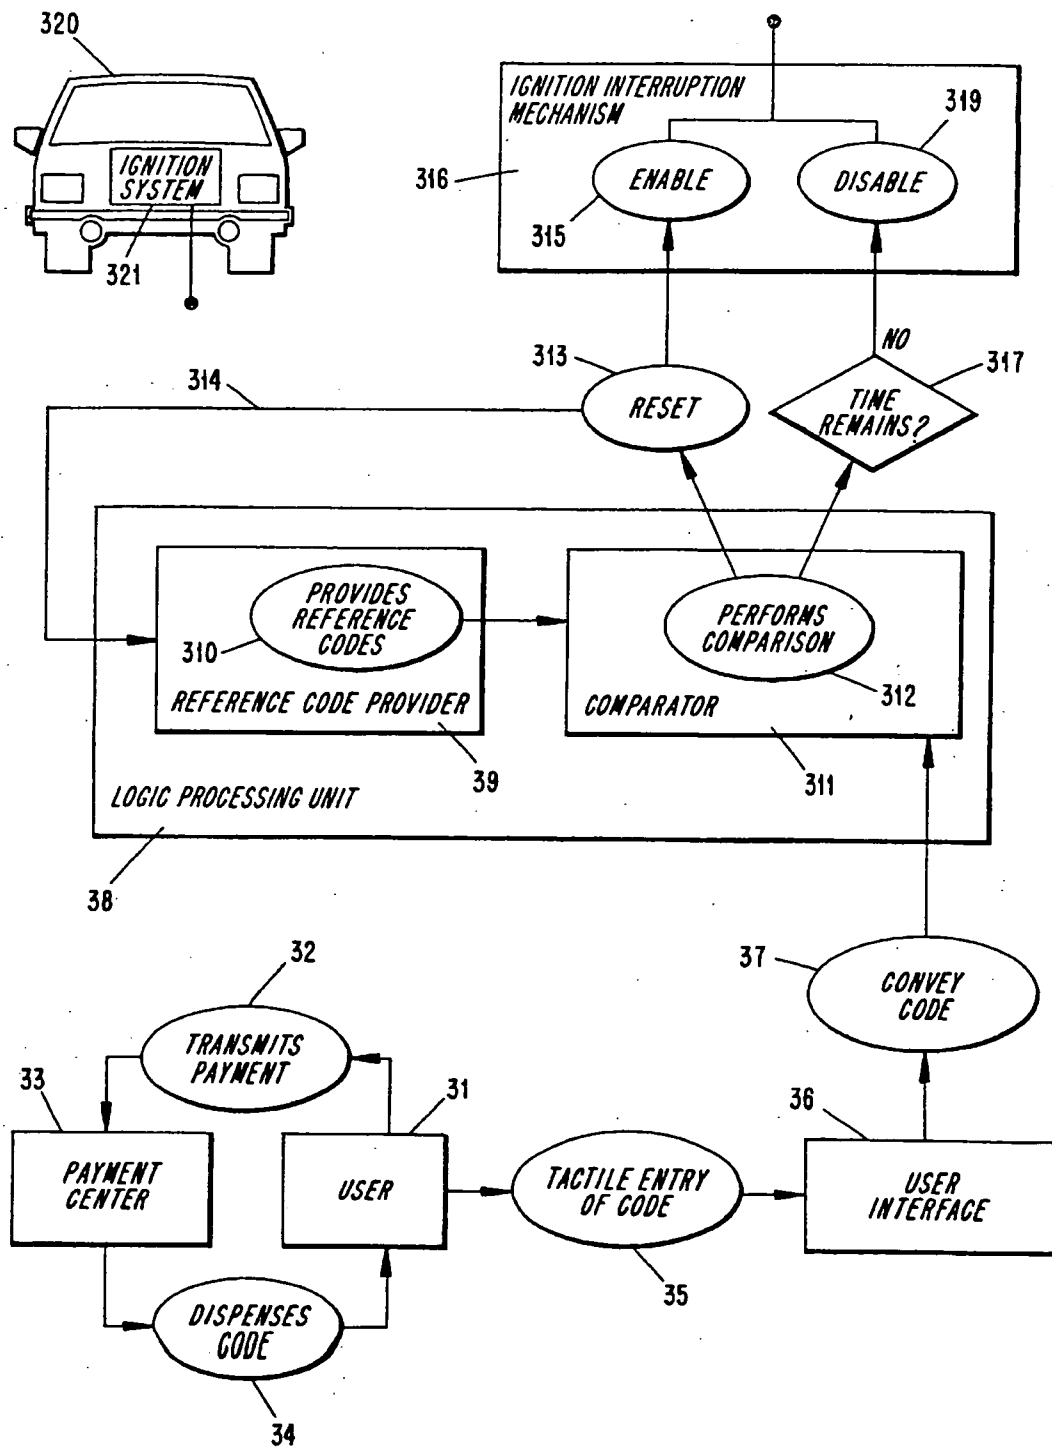 320
IGNITION
SYSTEM
321
IGNITION INTERRUPTION
MECHANISM
319
316
ENABLE
DISABLE
315
NO
313
317
314
RESET
TIME
REMAINS?
PROVIDES
REFERENCE
CODES
310
REFERENCE CODE PROVIDER
39
PERFORMS
COMPARISON
312
COMPARATOR
311
LOGIC PROCESSING UNIT
38
32
37
CONVEY
CODE
TRANSMITS
PAYMENT
33
31
36
PAYMENT
CENTER
USER
TACTILE ENTRY
OF CODE
USER
INTERFACE
35
DISPENSES
CODE
34